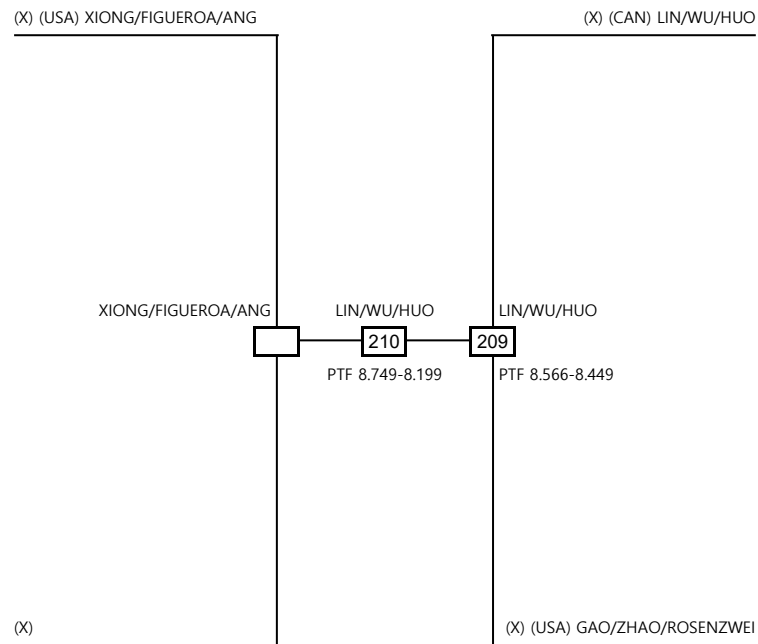 (X) (USA) XIONG/FIGUEROA/ANG
(X) (CAN) LIN/WU/HUO
XIONG/FIGUEROA/ANG
LIN/WU/HUO
LIN/WU/HUO
210
209
PTF 8.749-8.199
PTF 8.566-8.449
(X)
(X) (USA) GAO/ZHAO/ROSENZWEI